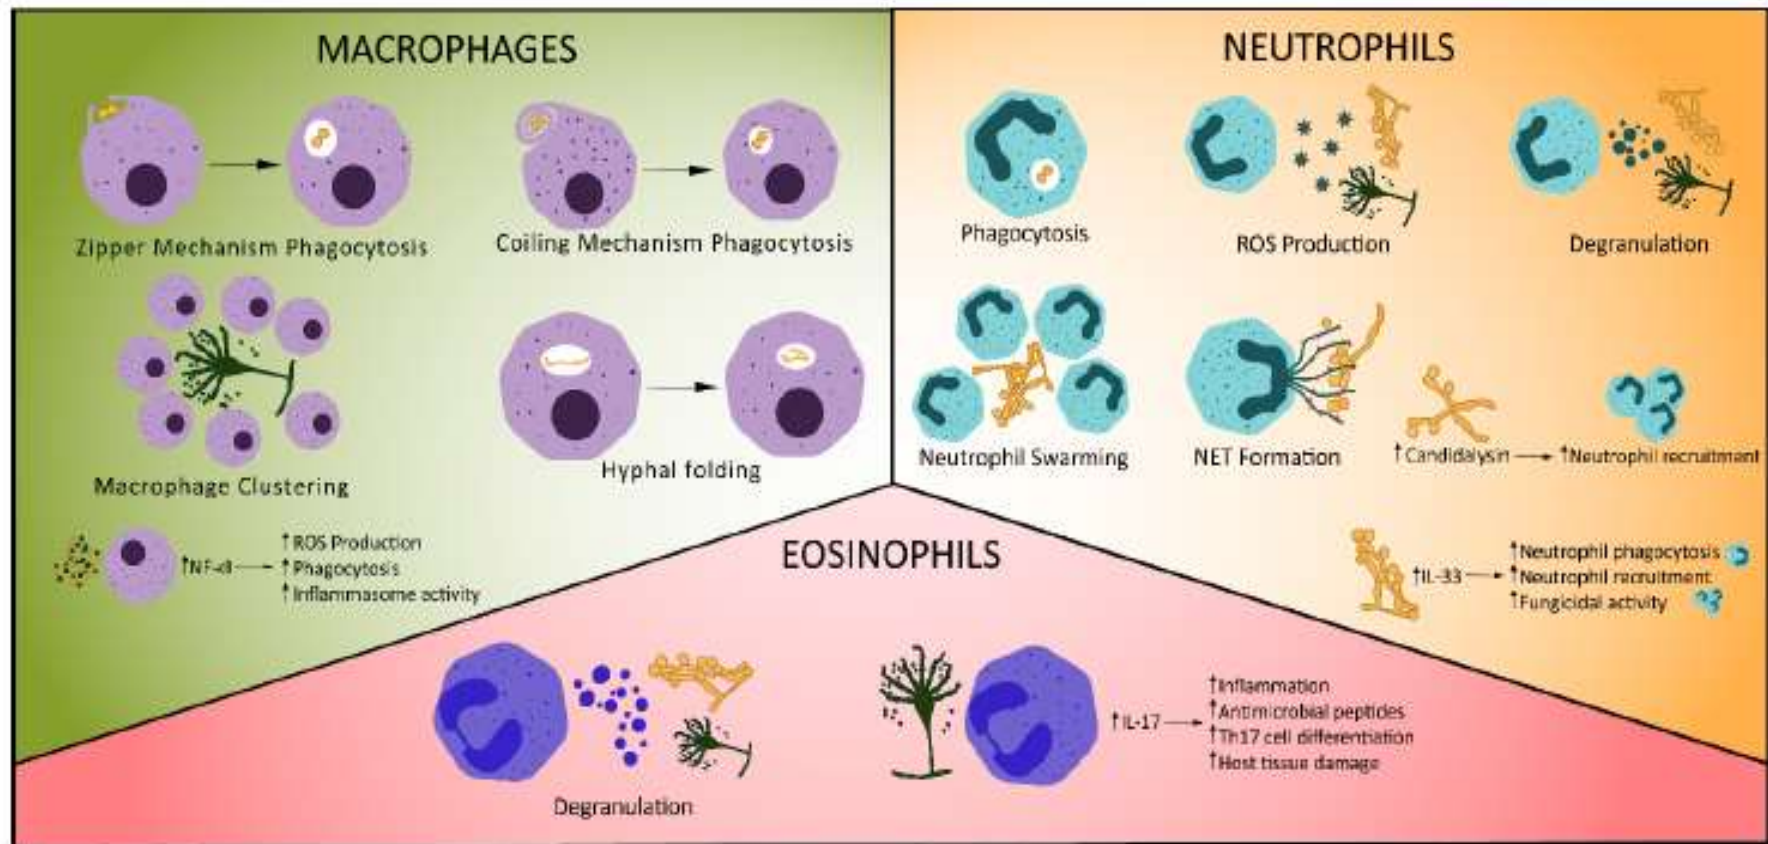 MACROPHAGES
Zipper Mechanism Phagocytosis
Coiling Mechanism Phagocytosis
Macrophage Clustering
Hyphal folding
↑NF-
↑ROS Production
↑Phagocytosis
↑Inflammasome activity
NEUTROPHILS
Phagocytosis
ROS Production
Degranulation
Neutrophil Swarming
NET Formation
↑Candidalysin
↑Neutrophil recruitment
↑IL-33
↑Neutrophil phagocytosis
↑Neutrophil recruitment
↑Fungicidal activity
EOSINOPHILS
Degranulation
↑IL-17
↑Inflammation
↑Antimicrobial peptides
↑Th17 cell differentiation
↑Host tissue damage